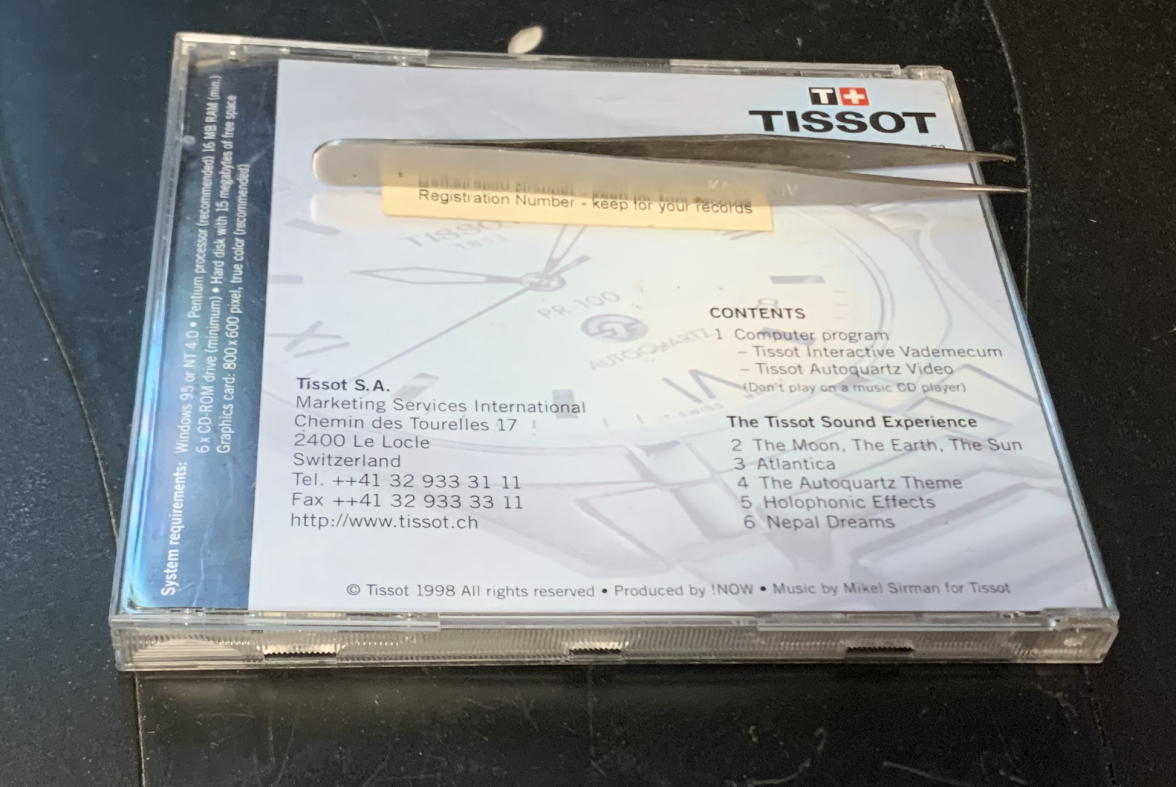 System requirements: Windows 95 or NT 4.0 • Pentium processor (recommended) 16 MB RAM (min.)
6 x CD-ROM drive (minimum) • Hard disk with 15 megabytes of free space
Graphics card: 800 x 600 pixel, true color (recommended)
T+
TISSOT
Registration Number - keep for your records
TISSOT
1853
PR 100
AUTOQUARTZ
SWISS
CONTENTS
1 Computer program
– Tissot Interactive Vademecum
– Tissot Autoquartz Video
(Don't play on a music CD player)
Tissot S.A.
Marketing Services International
Chemin des Tourelles 17
2400 Le Locle
Switzerland
Tel. ++41 32 933 31 11
Fax ++41 32 933 33 11
http://www.tissot.ch
The Tissot Sound Experience
2 The Moon, The Earth, The Sun
3 Atlantica
4 The Autoquartz Theme
5 Holophonic Effects
6 Nepal Dreams
© Tissot 1998 All rights reserved • Produced by !NOW • Music by Mikel Sirman for Tissot